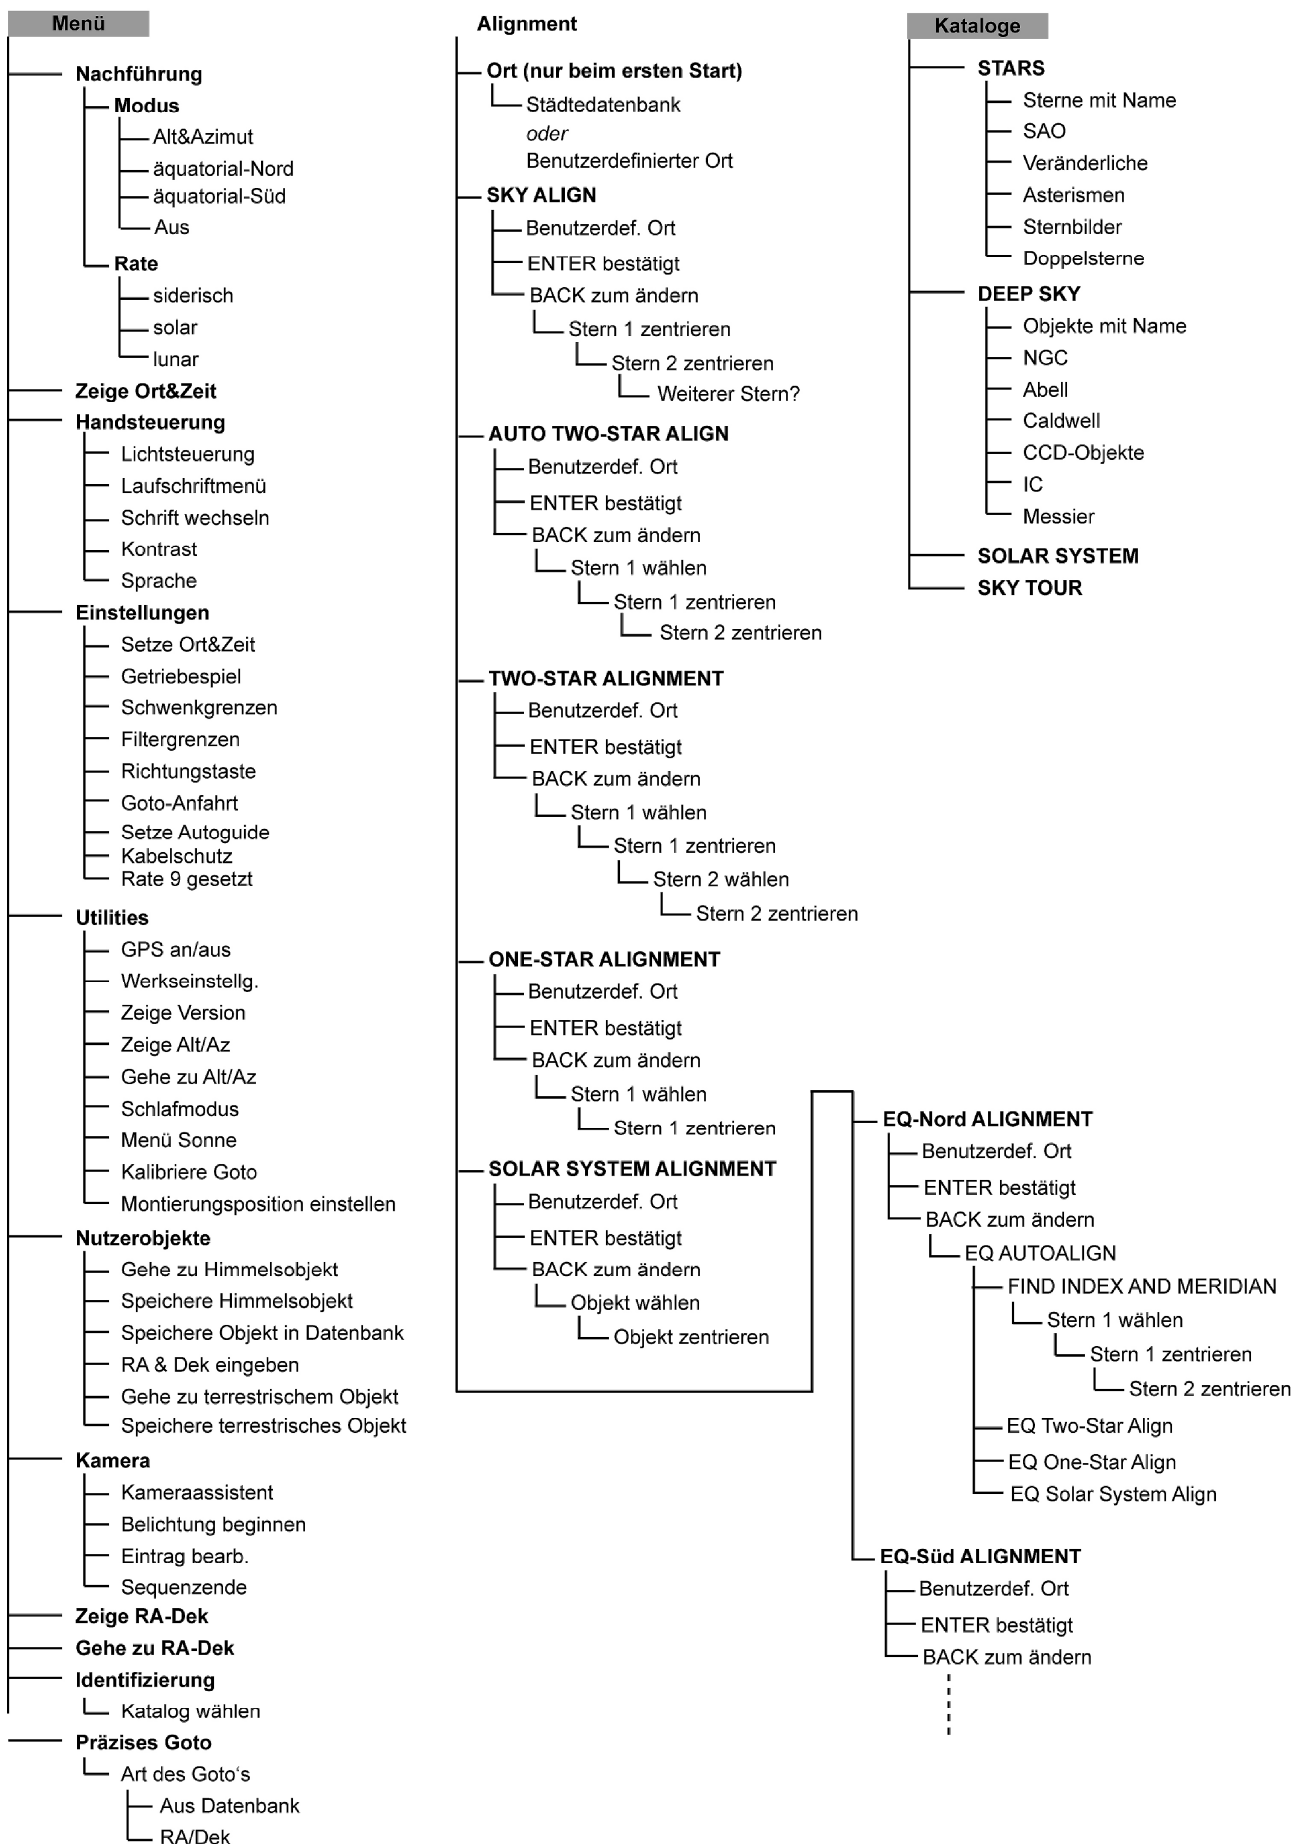 Menü
Nachführung
Modus
Alt&Azimut
äquatorial-Nord
äquatorial-Süd
Aus
Rate
siderisch
solar
lunar
Zeige Ort&Zeit
Handsteuerung
Lichtsteuerung
Laufschriftmenü
Schrift wechseln
Kontrast
Sprache
Einstellungen
Setze Ort&Zeit
Getriebespiel
Schwenkgrenzen
Filtergrenzen
Richtungstaste
Goto-Anfahrt
Setze Autoguide
Kabelschutz
Rate 9 gesetzt
Utilities
GPS an/aus
Werkseinstellg.
Zeige Version
Zeige Alt/Az
Gehe zu Alt/Az
Schlafmodus
Menü Sonne
Kalibriere Goto
Montierungsposition einstellen
Nutzerobjekte
Gehe zu Himmelsobjekt
Speichere Himmelsobjekt
Speichere Objekt in Datenbank
RA & Dek eingeben
Gehe zu terrestrischem Objekt
Speichere terrestrisches Objekt
Kamera
Kameraassistent
Belichtung beginnen
Eintrag bearb.
Sequenzende
Zeige RA-Dek
Gehe zu RA-Dek
Identifizierung
Katalog wählen
Präzises Goto
Art des Goto's
Aus Datenbank
RA/Dek
Alignment
Ort (nur beim ersten Start)
Städtedatenbank
oder
Benutzerdefinierter Ort
SKY ALIGN
Benutzerdef. Ort
ENTER bestätigt
BACK zum ändern
Stern 1 zentrieren
Stern 2 zentrieren
Weiterer Stern?
AUTO TWO-STAR ALIGN
Benutzerdef. Ort
ENTER bestätigt
BACK zum ändern
Stern 1 wählen
Stern 1 zentrieren
Stern 2 zentrieren
TWO-STAR ALIGNMENT
Benutzerdef. Ort
ENTER bestätigt
BACK zum ändern
Stern 1 wählen
Stern 1 zentrieren
Stern 2 wählen
Stern 2 zentrieren
ONE-STAR ALIGNMENT
Benutzerdef. Ort
ENTER bestätigt
BACK zum ändern
Stern 1 wählen
Stern 1 zentrieren
SOLAR SYSTEM ALIGNMENT
Benutzerdef. Ort
ENTER bestätigt
BACK zum ändern
Objekt wählen
Objekt zentrieren
EQ-Nord ALIGNMENT
Benutzerdef. Ort
ENTER bestätigt
BACK zum ändern
EQ AUTOALIGN
FIND INDEX AND MERIDIAN
Stern 1 wählen
Stern 1 zentrieren
Stern 2 zentrieren
EQ Two-Star Align
EQ One-Star Align
EQ Solar System Align
EQ-Süd ALIGNMENT
Benutzerdef. Ort
ENTER bestätigt
BACK zum ändern
Kataloge
STARS
Sterne mit Name
SAO
Veränderliche
Asterismen
Sternbilder
Doppelsterne
DEEP SKY
Objekte mit Name
NGC
Abell
Caldwell
CCD-Objekte
IC
Messier
SOLAR SYSTEM
SKY TOUR